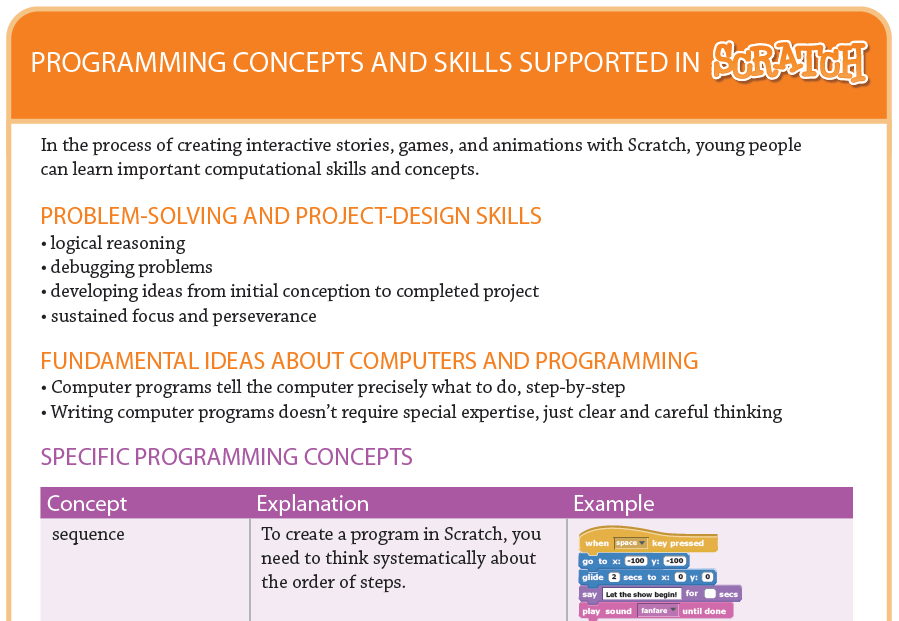 PROGRAMMING CONCEPTS AND SKILLS SUPPORTED IN SCRATCH
In the process of creating interactive stories, games, and animations with Scratch, young people
can learn important computational skills and concepts.
PROBLEM-SOLVING AND PROJECT-DESIGN SKILLS
• logical reasoning
• debugging problems
• developing ideas from initial conception to completed project
• sustained focus and perseverance
FUNDAMENTAL IDEAS ABOUT COMPUTERS AND PROGRAMMING
• Computer programs tell the computer precisely what to do, step-by-step
• Writing computer programs doesn't require special expertise, just clear and careful thinking
SPECIFIC PROGRAMMING CONCEPTS
Concept Explanation Example
sequence
To create a program in Scratch, you
need to think systematically about
the order of steps.
when space key pressed
go to x: -100 y: -100
glide 2 secs to x: 0 y: 0
say Let the show begin! for secs
play sound fanfare until done